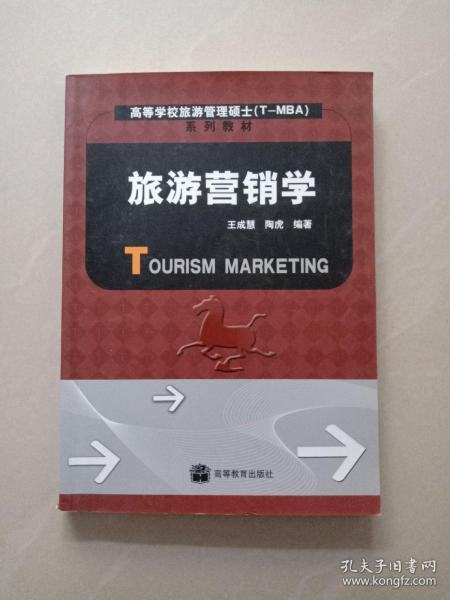 高等学校旅游管理硕士(T-MBA)
系列教材
旅游营销学
王成慧 陶虎 编著
TOURISM MARKETING
高等教育出版社
孔夫子旧书网
www.kongfz.com